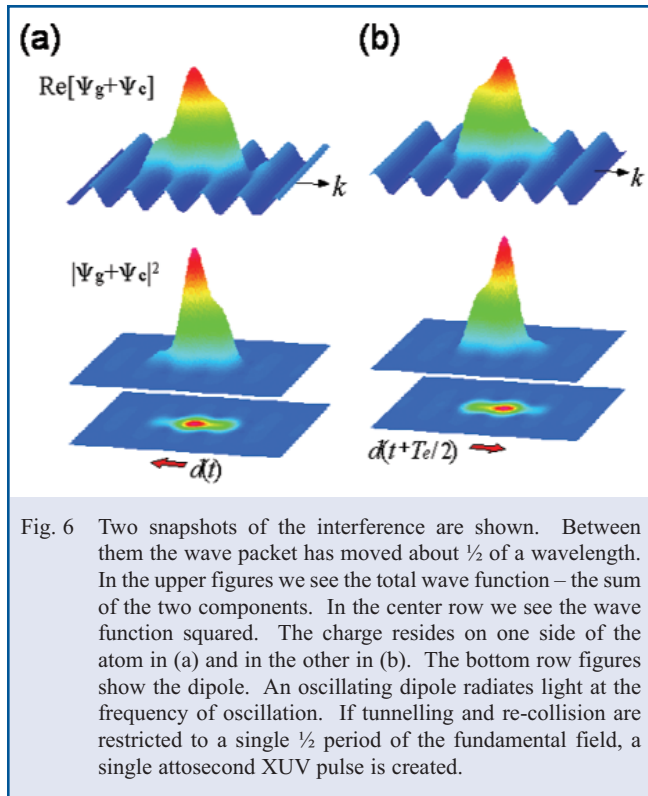 (a)
(b)
Re[Ψg+Ψc]
k
k
|Ψg+Ψc|²
d(t)
d(t+Te/2)
Fig. 6 Two snapshots of the interference are shown. Between
them the wave packet has moved about ½ of a wavelength.
In the upper figures we see the total wave function – the sum
of the two components. In the center row we see the wave
function squared. The charge resides on one side of the
atom in (a) and in the other in (b). The bottom row figures
show the dipole. An oscillating dipole radiates light at the
frequency of oscillation. If tunnelling and re-collision are
restricted to a single ½ period of the fundamental field, a
single attosecond XUV pulse is created.